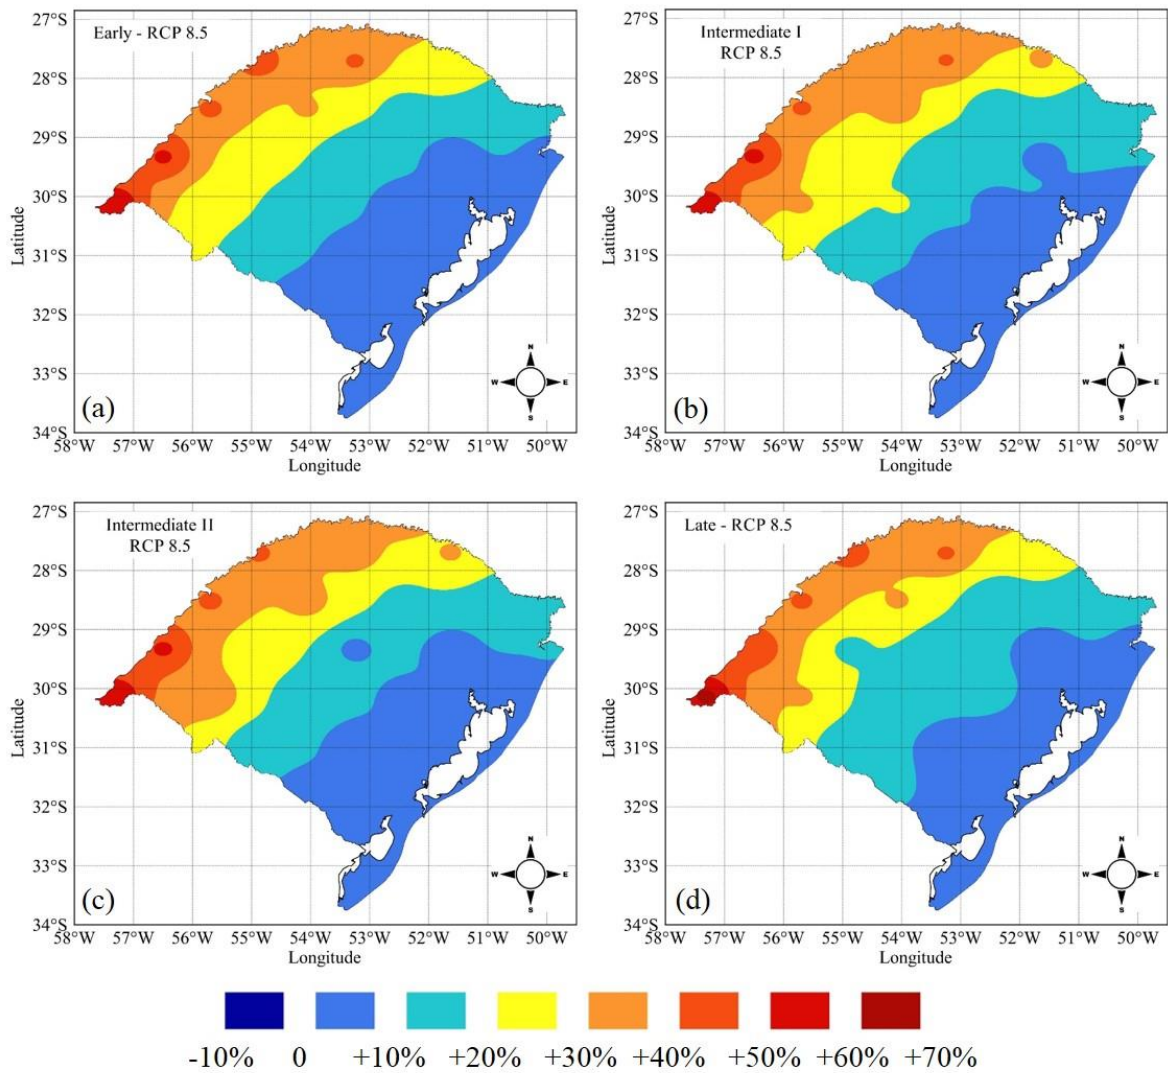 Early - RCP 8.5
27°S
28°S
29°S
30°S
31°S
32°S
33°S
34°S
Latitude
(a)
N
W E
S
58°W 57°W 56°W 55°W 54°W 53°W 52°W 51°W 50°W
Longitude
Intermediate I
RCP 8.5
27°S
28°S
29°S
30°S
31°S
32°S
33°S
34°S
Latitude
(b)
N
W E
S
58°W 57°W 56°W 55°W 54°W 53°W 52°W 51°W 50°W
Longitude
Intermediate II
RCP 8.5
27°S
28°S
29°S
30°S
31°S
32°S
33°S
34°S
Latitude
(c)
N
W E
S
58°W 57°W 56°W 55°W 54°W 53°W 52°W 51°W 50°W
Longitude
Late - RCP 8.5
27°S
28°S
29°S
30°S
31°S
32°S
33°S
34°S
Latitude
(d)
N
W E
S
58°W 57°W 56°W 55°W 54°W 53°W 52°W 51°W 50°W
Longitude
-10% 0 +10% +20% +30% +40% +50% +60% +70%